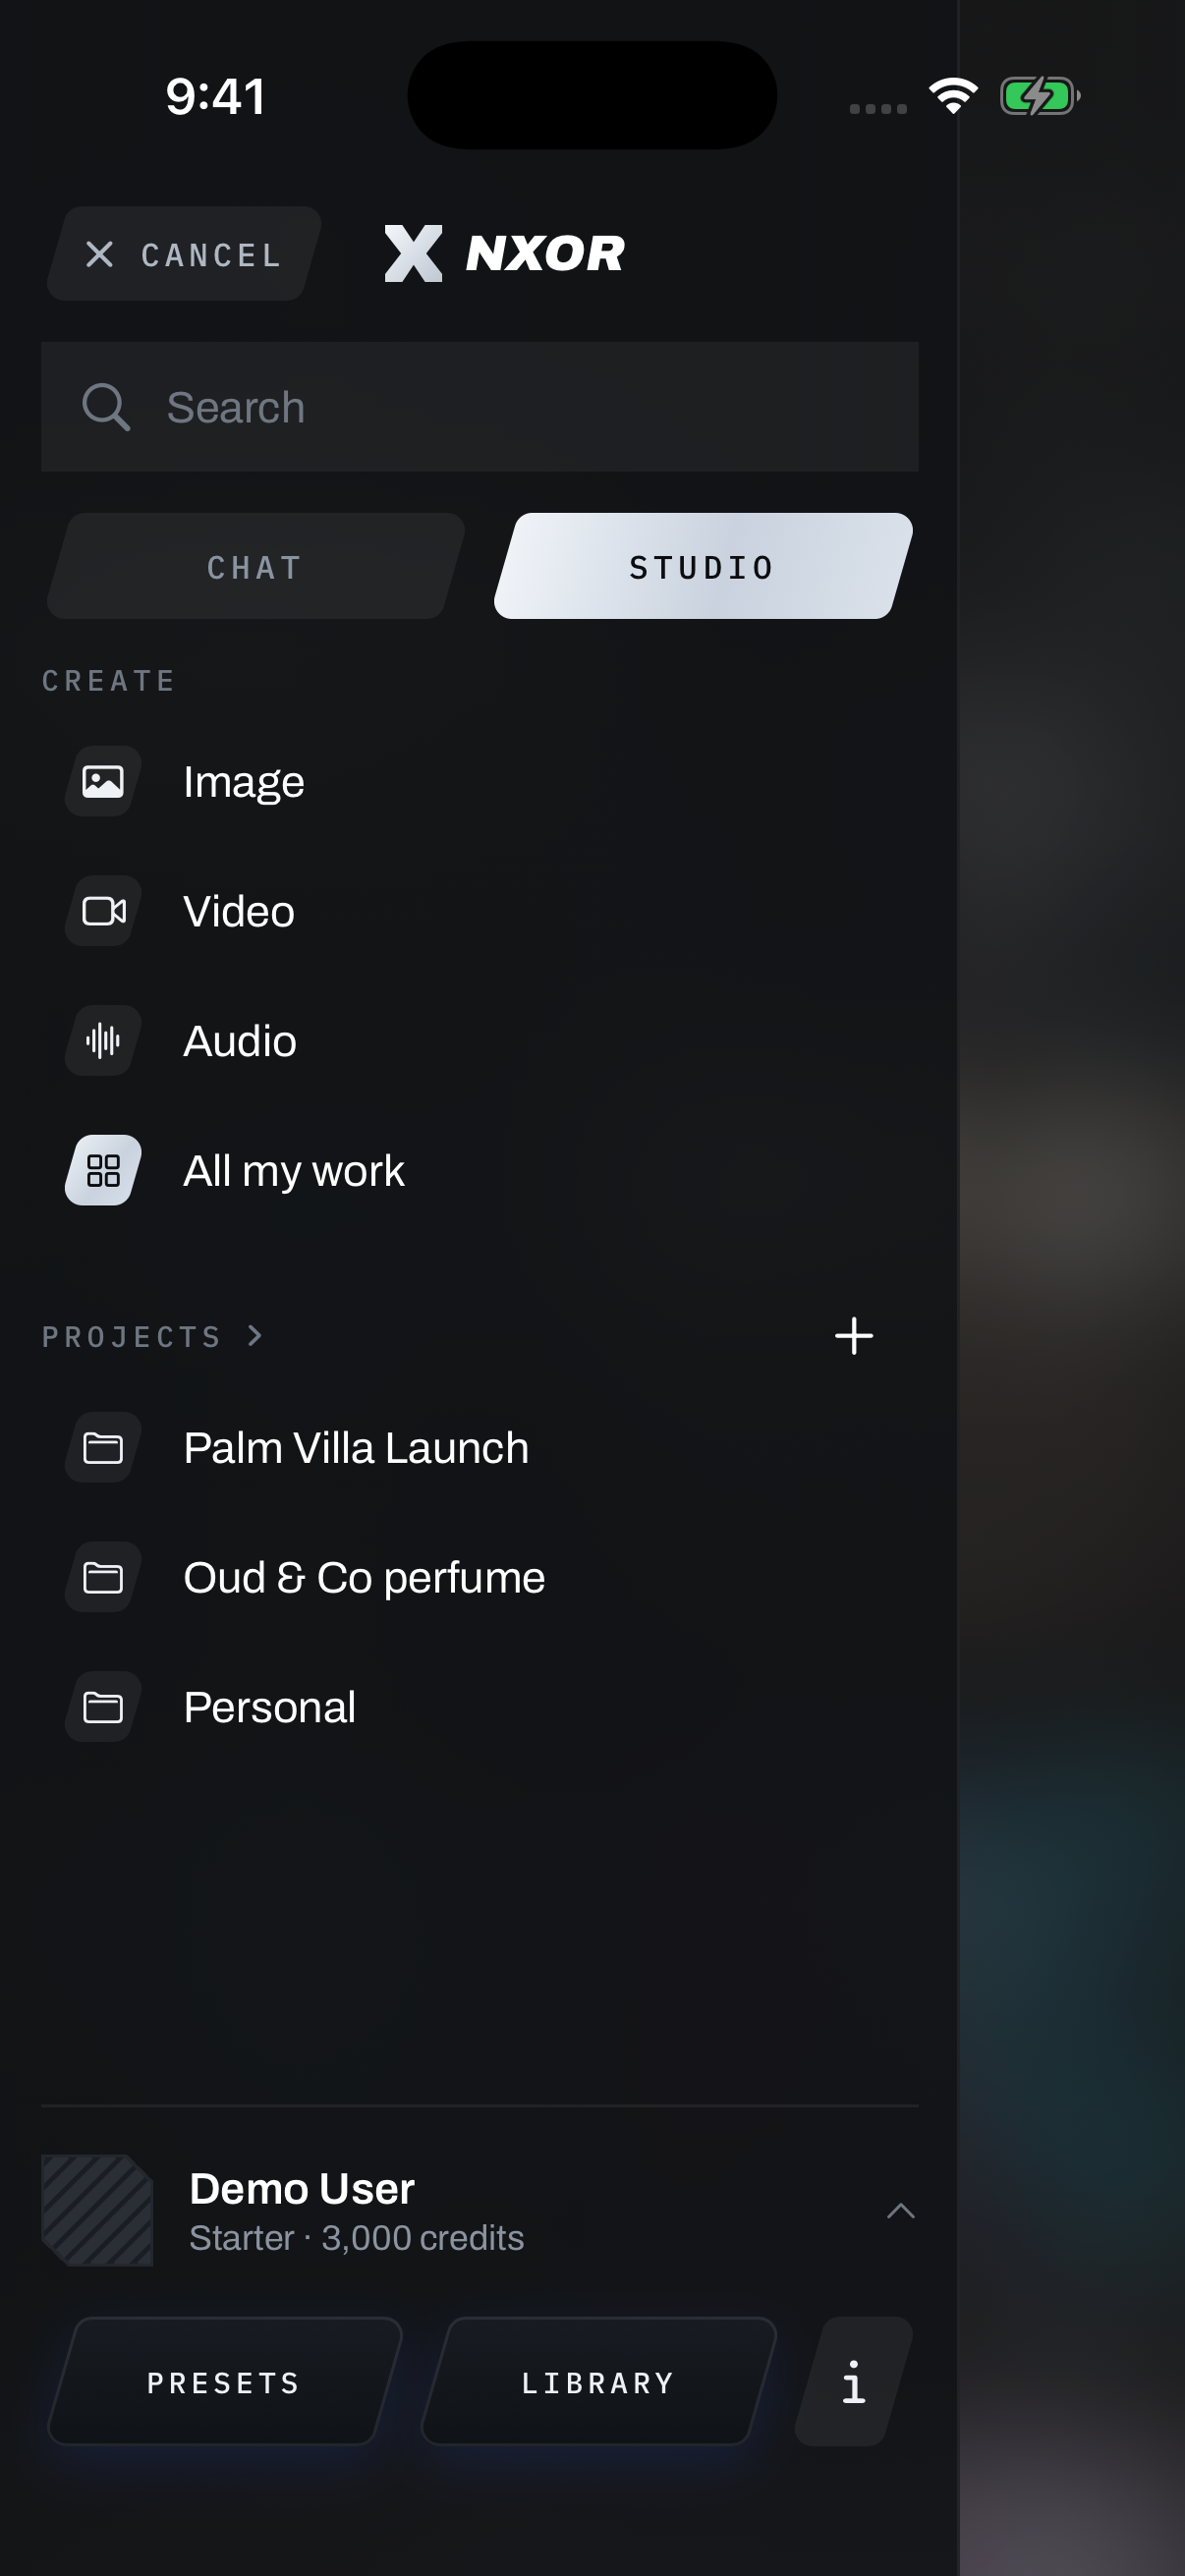 9:41
CANCEL
NXOR
Search
CHAT
STUDIO
CREATE
Image
Video
Audio
All my work
PROJECTS
Palm Villa Launch
Oud & Co perfume
Personal
Demo User
Starter · 3,000 credits
PRESETS
LIBRARY
i